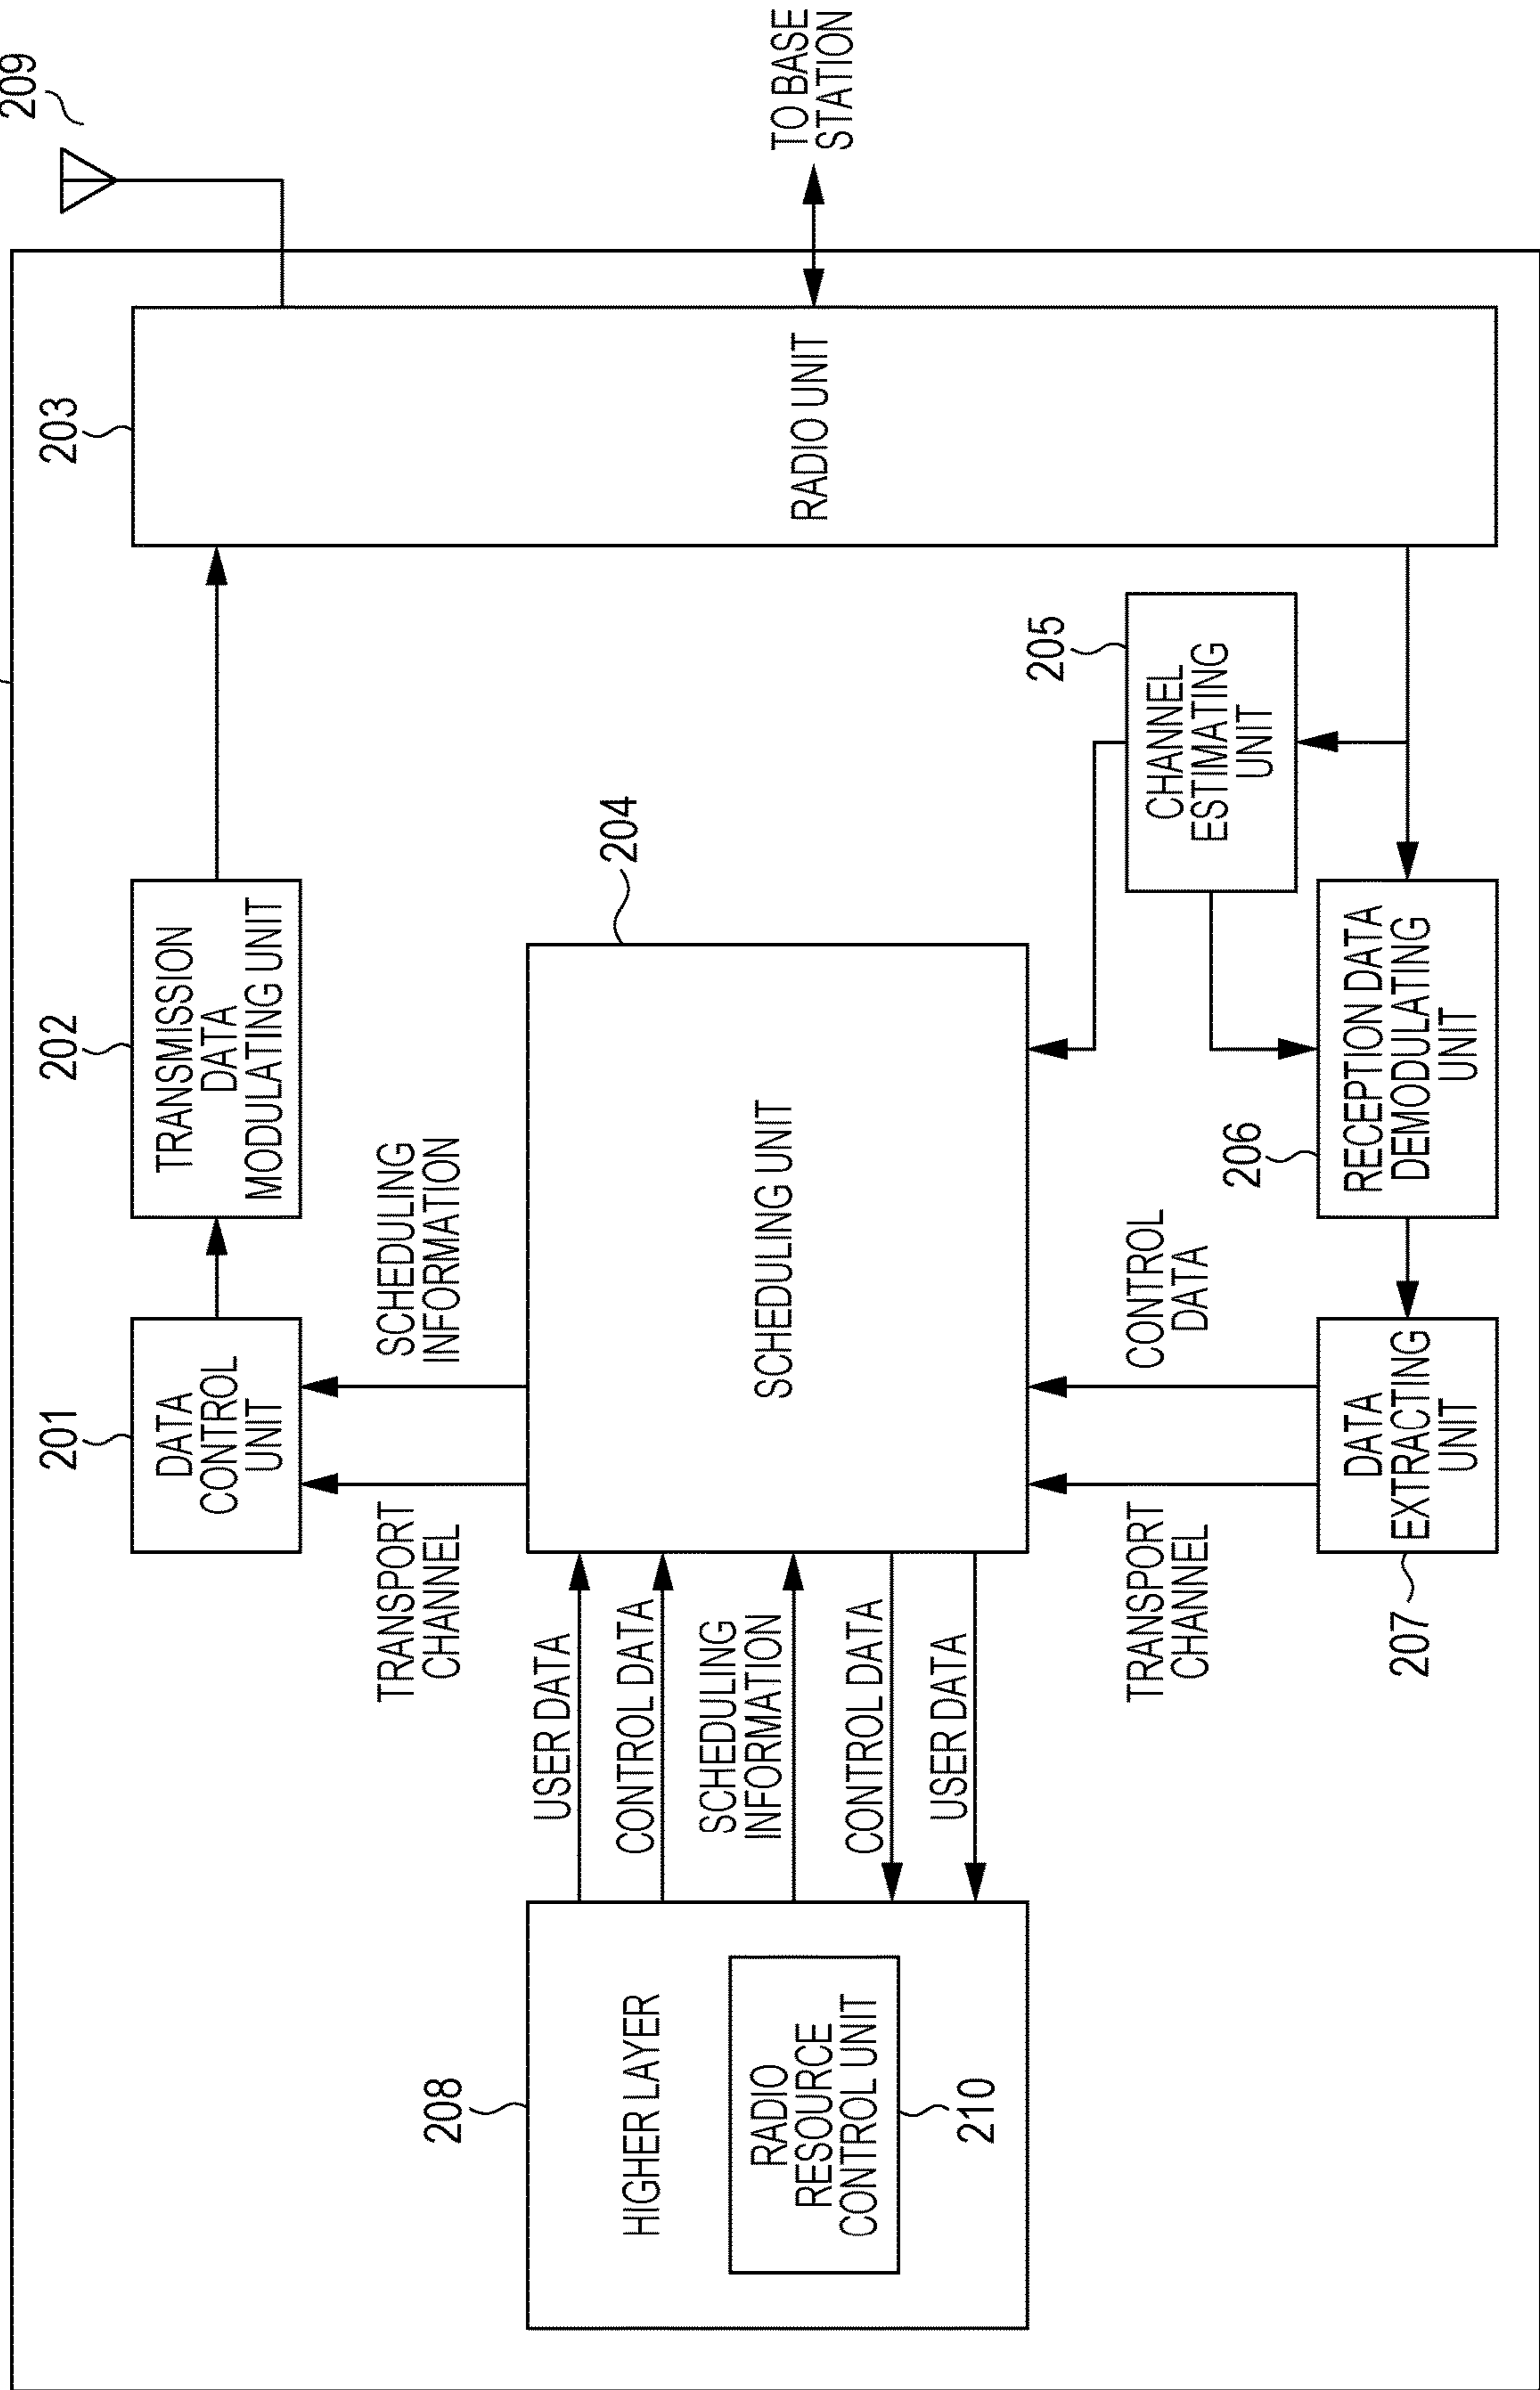 209
TO BASE
STATION
203
RADIO UNIT
202
TRANSMISSION
DATA
MODULATING UNIT
201
DATA
CONTROL
UNIT
205
CHANNEL
ESTIMATING
UNIT
204
SCHEDULING UNIT
SCHEDULING
INFORMATION
TRANSPORT
CHANNEL
206
RECEPTION DATA
DEMODULATING
UNIT
CONTROL
DATA
TRANSPORT
CHANNEL
DATA
EXTRACTING
UNIT
207
USER DATA
CONTROL DATA
SCHEDULING
INFORMATION
CONTROL DATA
USER DATA
208
HIGHER LAYER
RADIO
RESOURCE
CONTROL UNIT
210